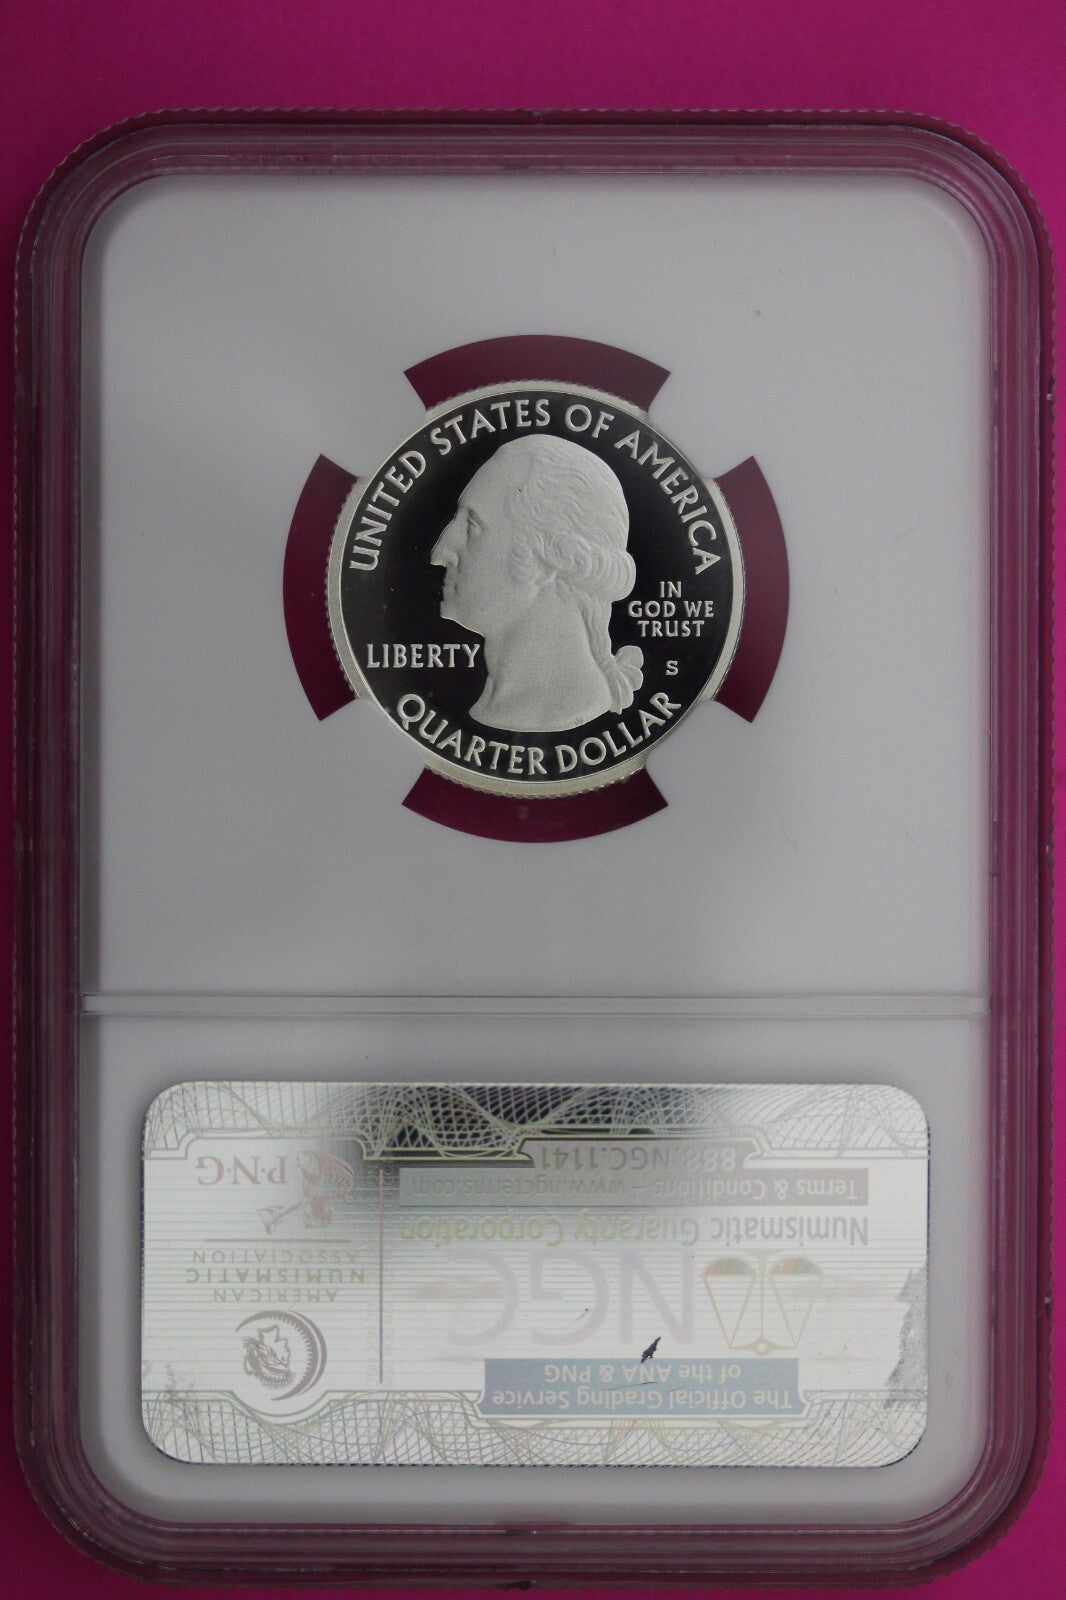 UNITED STATES OF AMERICA
IN
GOD WE
TRUST
LIBERTY
S
QUARTER DOLLAR
The Official Grading Service
of the ANA & PNG
NGC
Numismatic Guaranty Corporation
Terms & Conditions – www.ngcterms.com
888.NGC.1141
AMERICAN
NUMISMATIC
ASSOCIATION
P·N·G